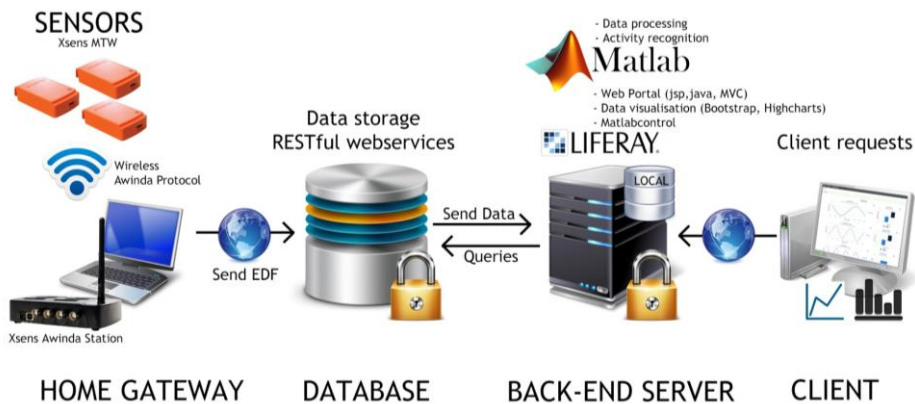 SENSORS
Xsens MTW
Wireless
Awinda Protocol
Xsens Awinda Station
Send EDF
Data storage
RESTful webservices
Send Data
Queries
- Data processing
- Activity recognition
Matlab
- Web Portal (jsp,java, MVC)
- Data visualisation (Bootstrap, Highcharts)
- Matlabcontrol
LIFERAY®
LOCAL
Client requests
HOME GATEWAY
DATABASE
BACK-END SERVER
CLIENT